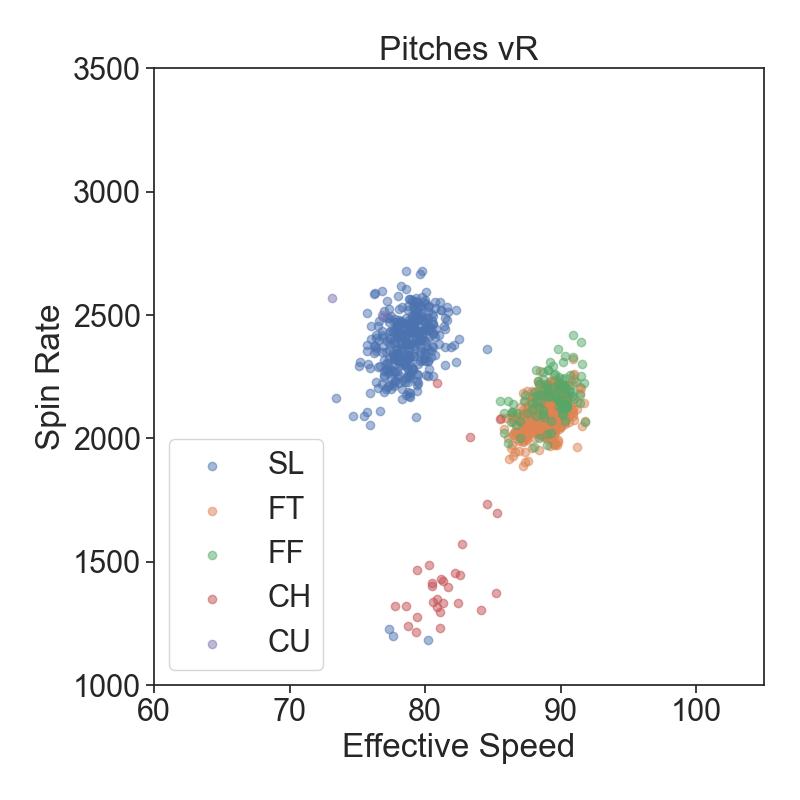 Pitches vR
3500
3000
2500
2000
1500
1000
Spin Rate
SL
FT
FF
CH
CU
60 70 80 90 100
Effective Speed